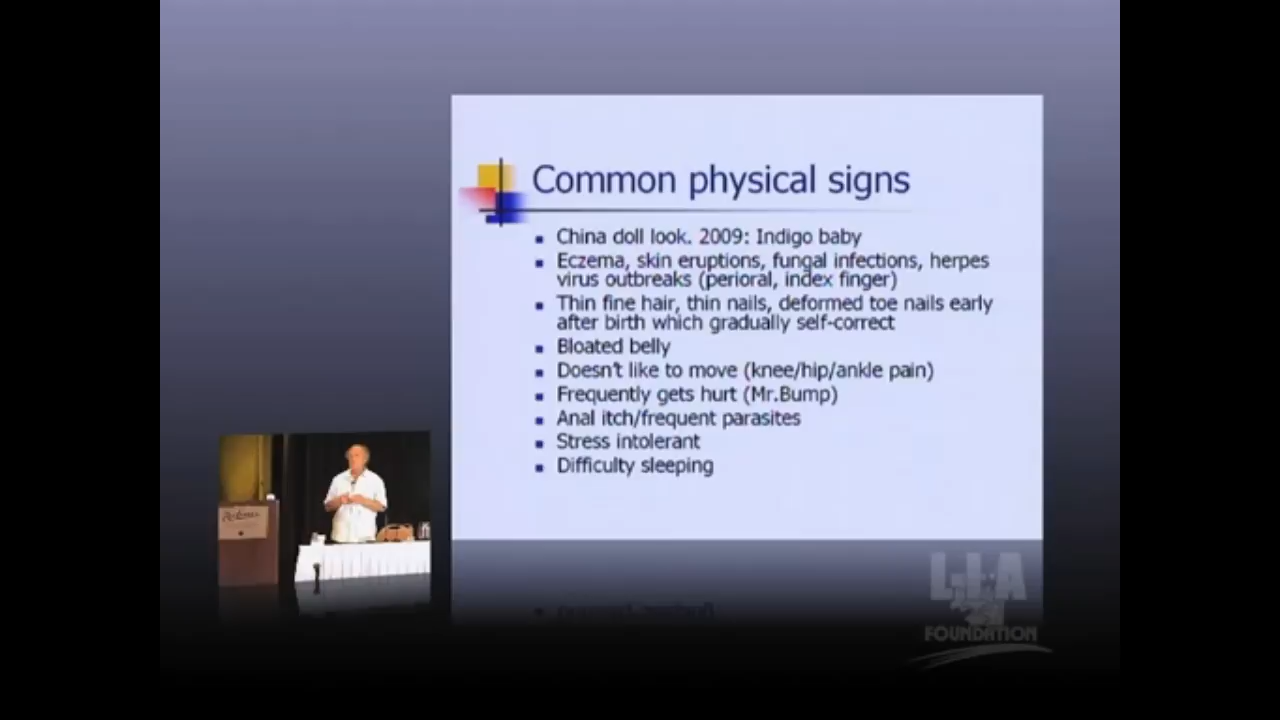 Common physical signs
China doll look. 2009: Indigo baby
Eczema, skin eruptions, fungal infections, herpes
virus outbreaks (perioral, index finger)
Thin fine hair, thin nails, deformed toe nails early
after birth which gradually self-correct
Bloated belly
Doesn't like to move (knee/hip/ankle pain)
Frequently gets hurt (Mr.Bump)
Anal itch/frequent parasites
Stress intolerant
Difficulty sleeping
L.I.A
FOUNDATION